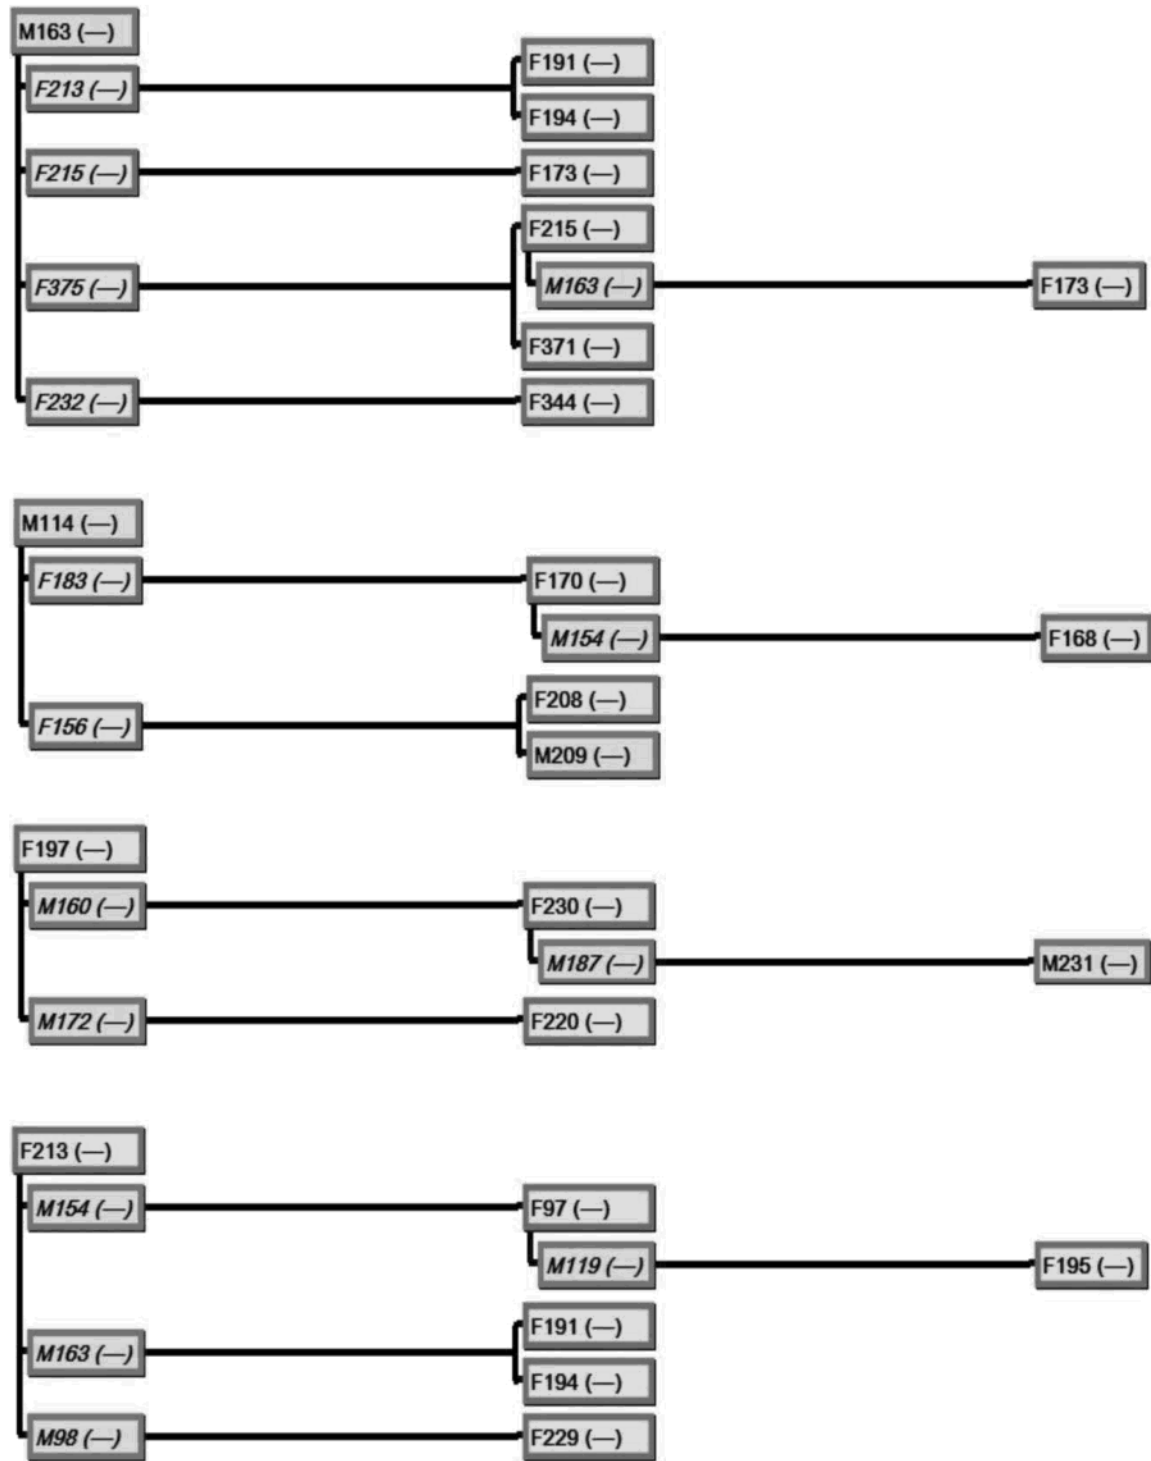 M163 (—)
F191 (—)
F213 (—)
F194 (—)
F215 (—)
F173 (—)
F215 (—)
F375 (—)
M163 (—)
F173 (—)
F371 (—)
F232 (—)
F344 (—)
M114 (—)
F183 (—)
F170 (—)
M154 (—)
F168 (—)
F208 (—)
F156 (—)
M209 (—)
F197 (—)
M160 (—)
F230 (—)
M187 (—)
M231 (—)
M172 (—)
F220 (—)
F213 (—)
M154 (—)
F97 (—)
M119 (—)
F195 (—)
F191 (—)
M163 (—)
F194 (—)
M98 (—)
F229 (—)